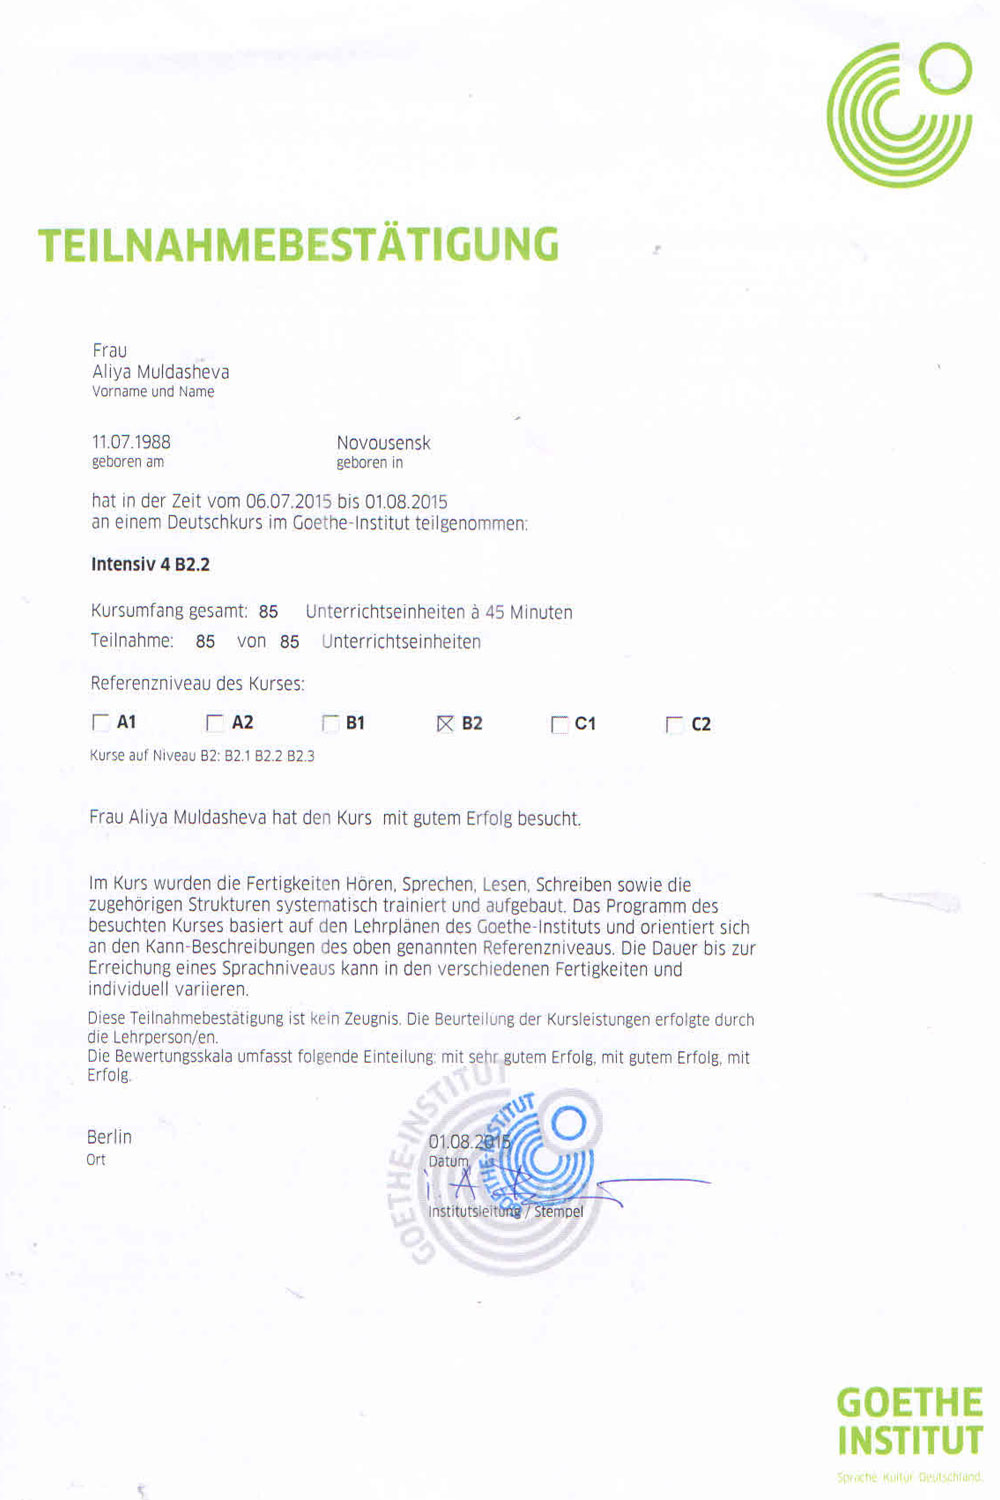 TEILNAHMEBESTÄTIGUNG
Frau
Aliya Muldasheva
Vorname und Name
11.07.1988 Novousensk
geboren am geboren in
hat in der Zeit vom 06.07.2015 bis 01.08.2015
an einem Deutschkurs im Goethe-Institut teilgenommen:
Intensiv 4 B2.2
Kursumfang gesamt: 85 Unterrichtseinheiten à 45 Minuten
Teilnahme: 85 von 85 Unterrichtseinheiten
Referenzniveau des Kurses:
A1 A2 B1 B2 C1 C2
Kurse auf Niveau B2: B2.1 B2.2 B2.3
Frau Aliya Muldasheva hat den Kurs mit gutem Erfolg besucht.
Im Kurs wurden die Fertigkeiten Hören, Sprechen, Lesen, Schreiben sowie die
zugehörigen Strukturen systematisch trainiert und aufgebaut. Das Programm des
besuchten Kurses basiert auf den Lehrplänen des Goethe-Instituts und orientiert sich
an den Kann-Beschreibungen des oben genannten Referenzniveaus. Die Dauer bis zur
Erreichung eines Sprachniveaus kann in den verschiedenen Fertigkeiten und
individuell variieren.
Diese Teilnahmebestätigung ist kein Zeugnis. Die Beurteilung der Kursleistungen erfolgte durch
die Lehrperson/en.
Die Bewertungsskala umfasst folgende Einteilung: mit sehr gutem Erfolg, mit gutem Erfolg, mit
Erfolg.
GOETHE-INSTITUT
GOETHE-INSTITUT
Berlin 01.08.2015
Ort Datum
Institutsleitung / Stempel
GOETHE
INSTITUT
Sprache. Kultur. Deutschland.